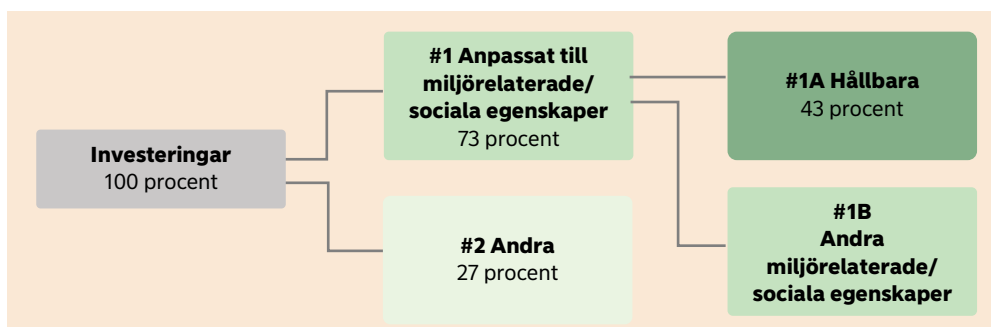 Investeringar
100 procent
#1 Anpassat till
miljörelaterade/
sociala egenskaper
73 procent
#2 Andra
27 procent
#1A Hållbara
43 procent
#1B
Andra
miljörelaterade/
sociala egenskaper